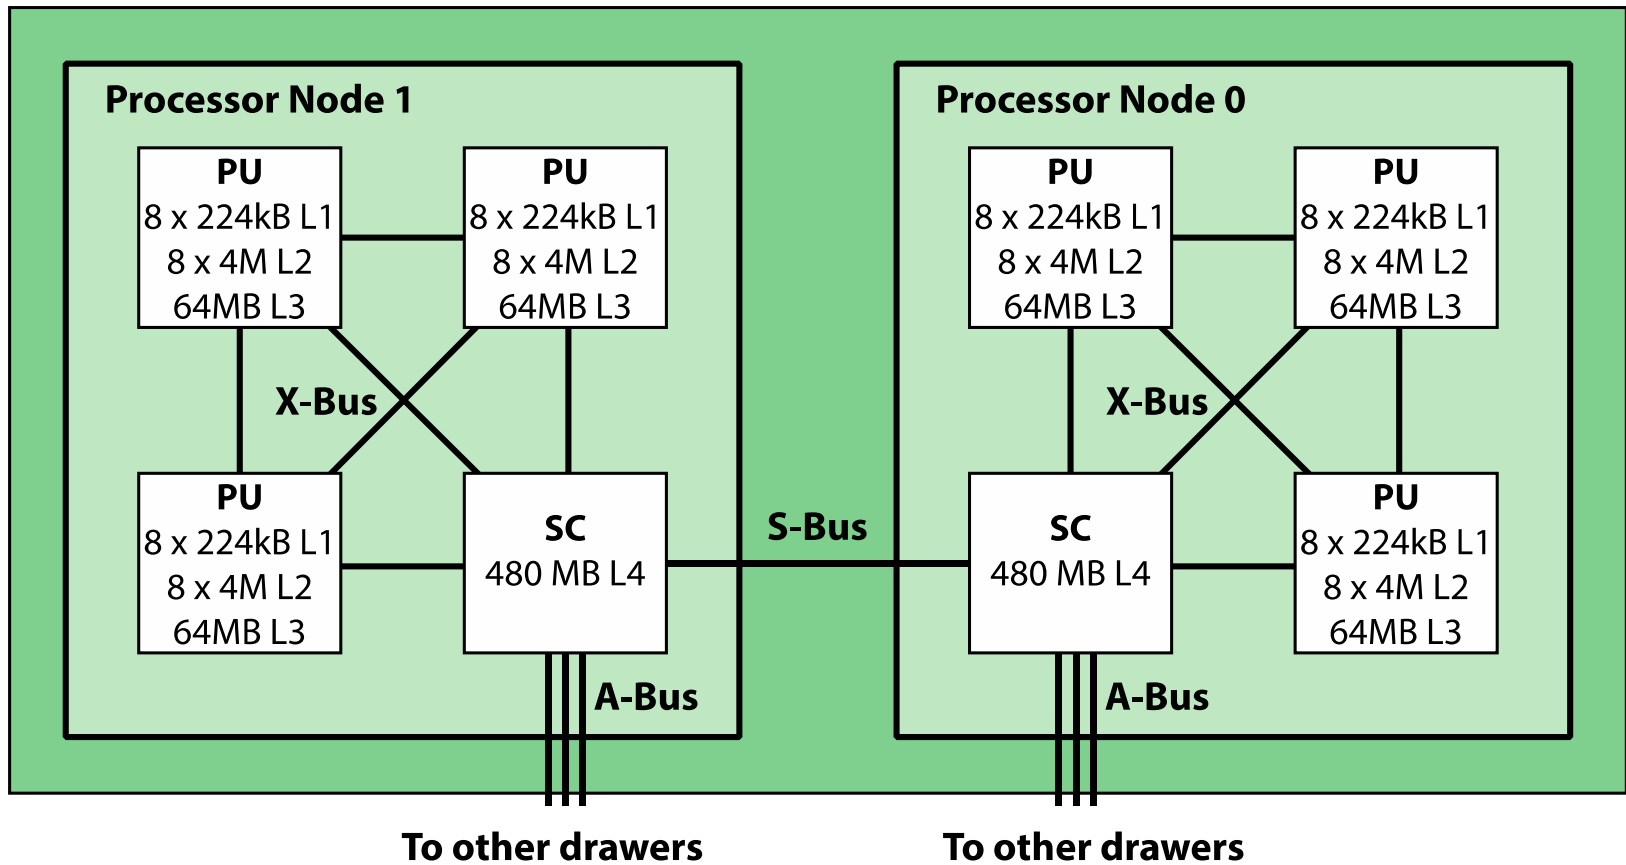 Processor Node 1
PU
8 x 224kB L1
8 x 4M L2
64MB L3
PU
8 x 224kB L1
8 x 4M L2
64MB L3
X-Bus
PU
8 x 224kB L1
8 x 4M L2
64MB L3
SC
480 MB L4
A-Bus
S-Bus
Processor Node 0
PU
8 x 224kB L1
8 x 4M L2
64MB L3
PU
8 x 224kB L1
8 x 4M L2
64MB L3
X-Bus
SC
480 MB L4
PU
8 x 224kB L1
8 x 4M L2
64MB L3
A-Bus
To other drawers
To other drawers